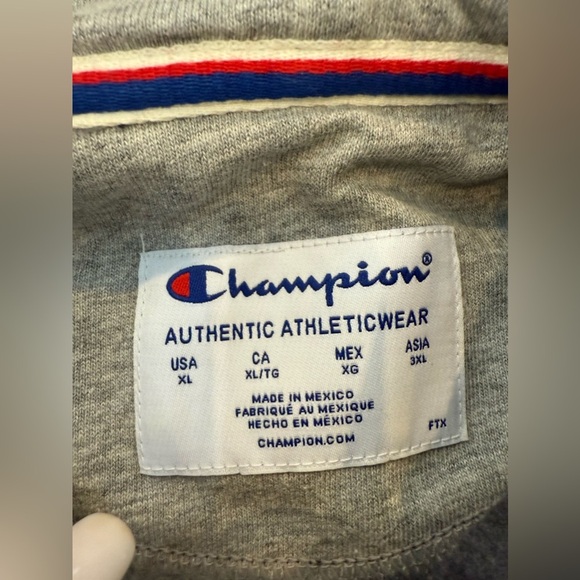 Champion®
AUTHENTIC ATHLETICWEAR
USA CA MEX ASIA
XL XL/TG XG 3XL
MADE IN MEXICO
FABRIQUÉ AU MEXIQUE
HECHO EN MÉXICO
CHAMPION.COM
FTX